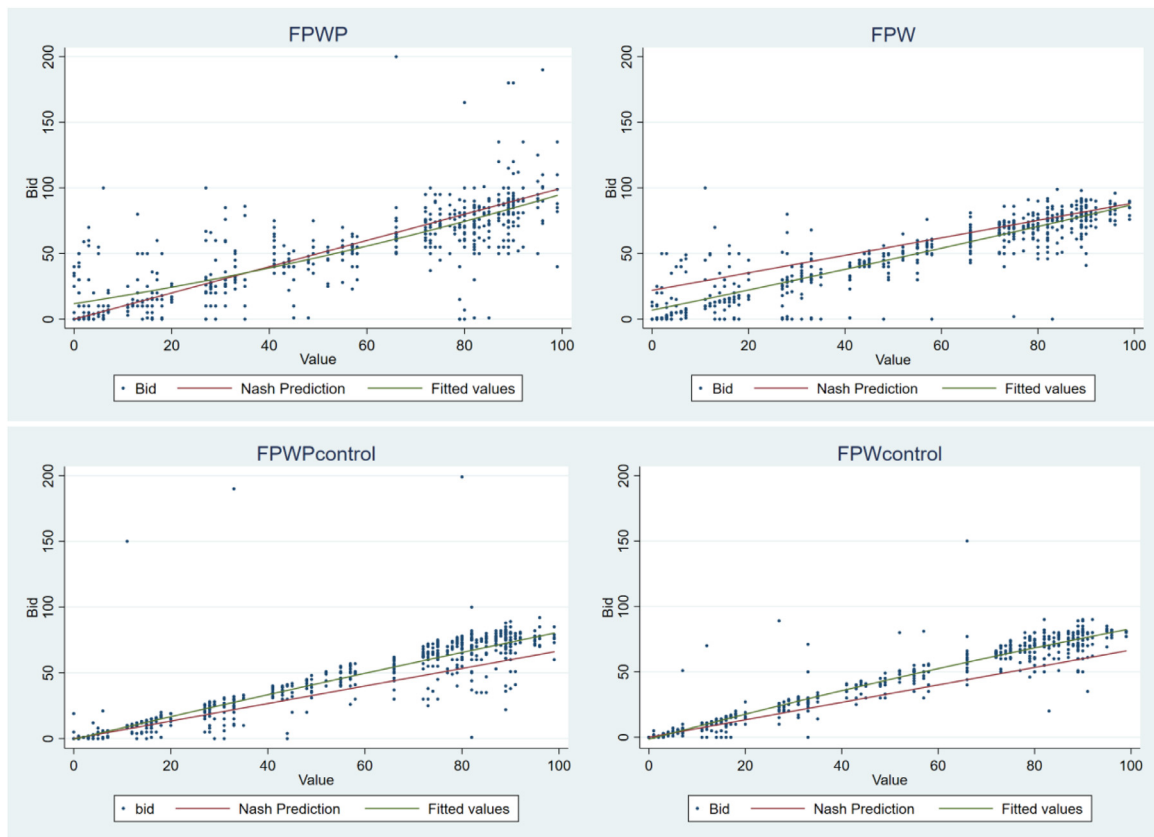 FPWP
200
150
100
50
0
Bid
0 20 40 60 80 100
Value
Bid Nash Prediction Fitted values
FPW
200
150
100
50
0
Bid
0 20 40 60 80 100
Value
Bid Nash Prediction Fitted values
FPWPcontrol
200
150
100
50
0
Bid
0 20 40 60 80 100
Value
bid Nash Prediction Fitted values
FPWcontrol
200
150
100
50
0
Bid
0 20 40 60 80 100
Value
Bid Nash Prediction Fitted values